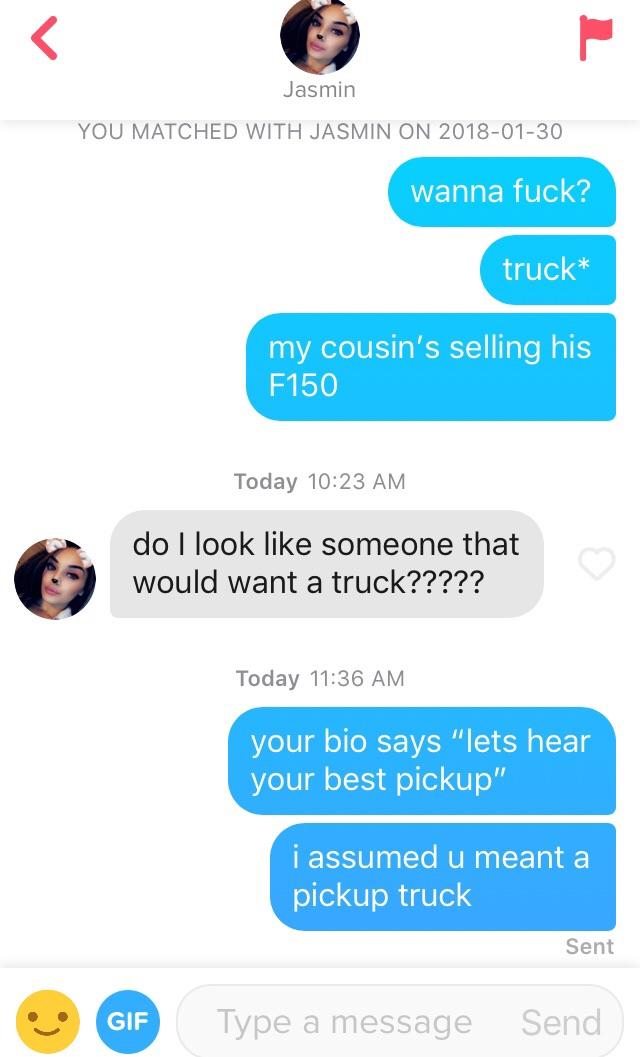 Jasmin
YOU MATCHED WITH JASMIN ON 2018-01-30
wanna fuck?
truck*
my cousin’s selling his
F150
Today 10:23 AM
do I look like someone that
would want a truck?????
Today 11:36 AM
your bio says “lets hear
your best pickup”
i assumed u meant a
pickup truck
Sent
GIF
Type a message
Send